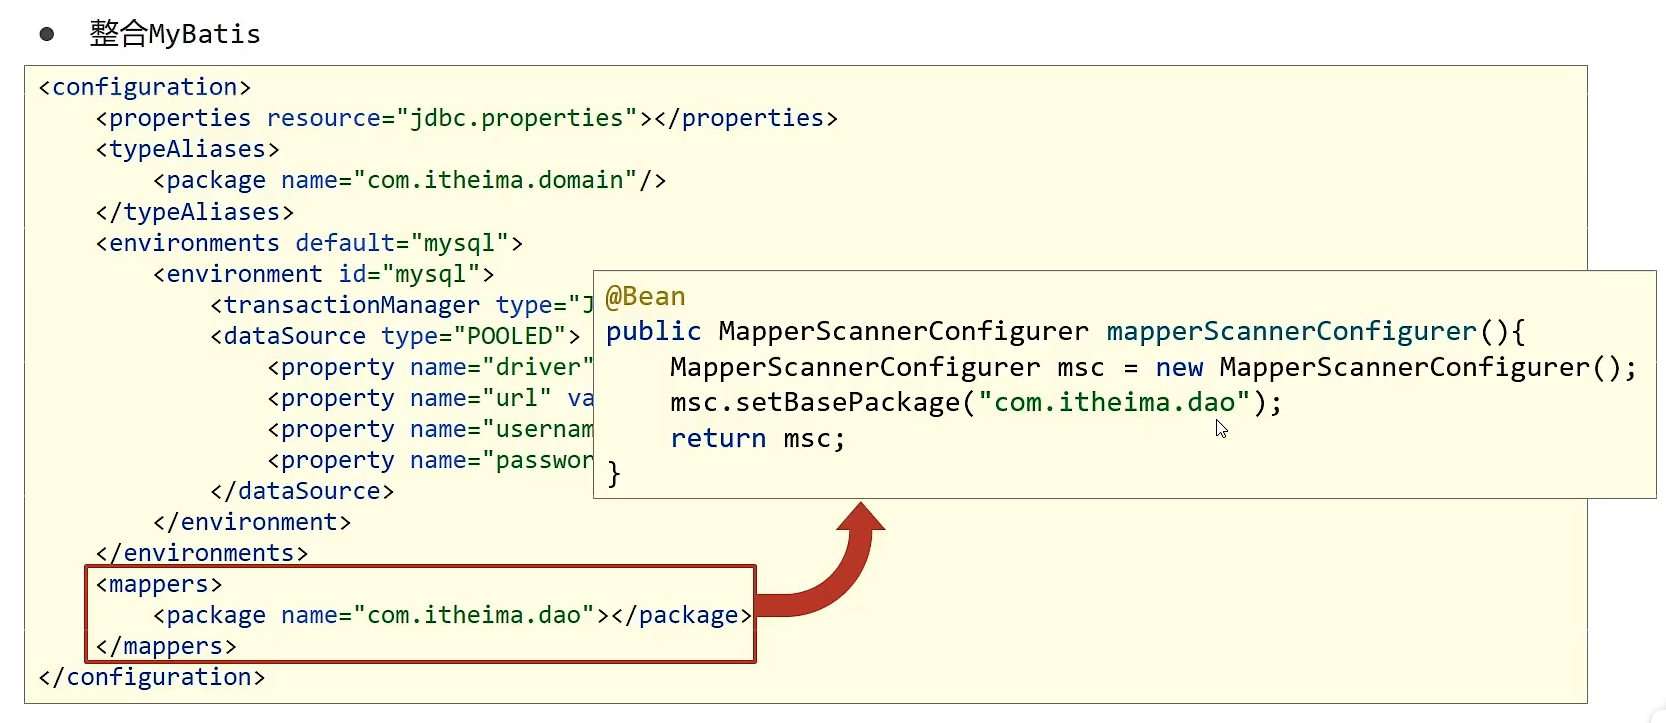 ● 整合MyBatis
<configuration>
<properties resource="jdbc.properties"></properties>
<typeAliases>
<package name="com.itheima.domain"/>
</typeAliases>
<environments default="mysql">
<environment id="mysql">
<transactionManager type="J
<dataSource type="POOLED">
<property name="driver"
<property name="url" va
<property name="usernam
<property name="passwor
</dataSource>
</environment>
</environments>
<mappers>
<package name="com.itheima.dao"></package>
</mappers>
</configuration>
@Bean
public MapperScannerConfigurer mapperScannerConfigurer(){
MapperScannerConfigurer msc = new MapperScannerConfigurer();
msc.setBasePackage("com.itheima.dao");
return msc;
}